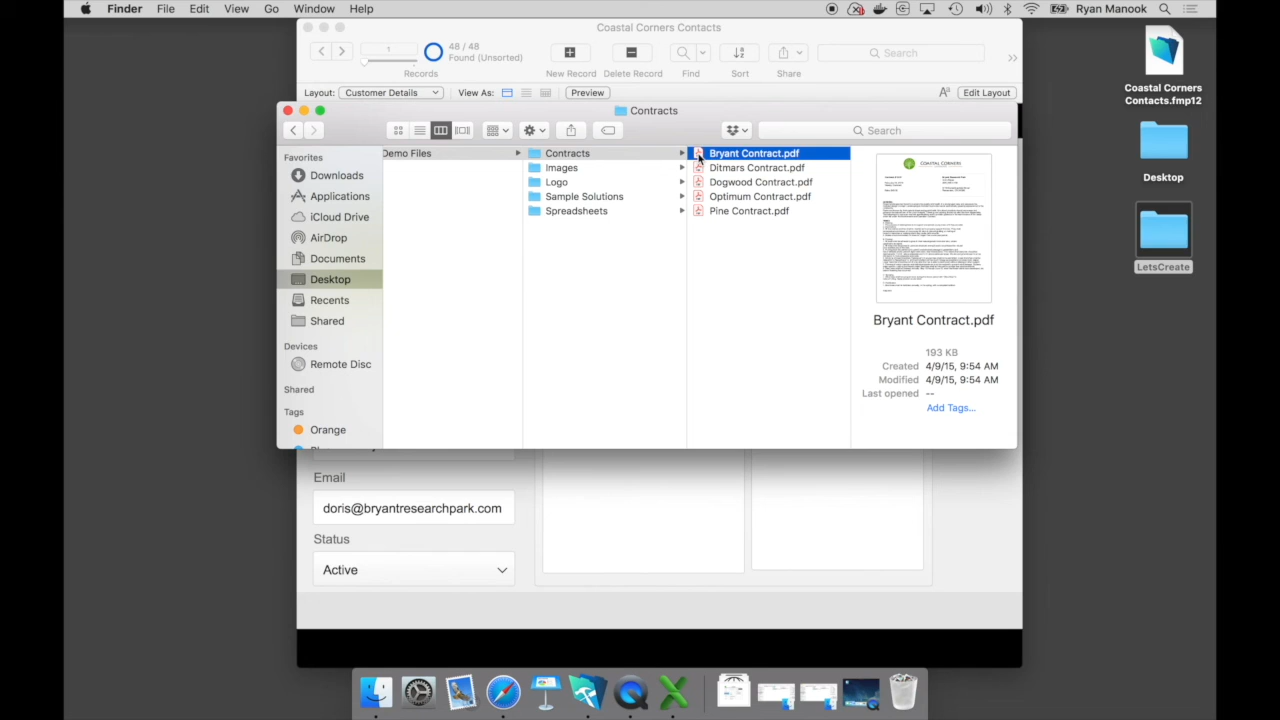 Finder File Edit View Go Window Help Ryan Manook
Coastal Corners Contacts
1
48 / 48
Found (Unsorted)
Search
Records New Record Delete Record Find Sort Share
Layout: Customer Details View As: Preview Aª Edit Layout
Contracts
Search
Favorites
Downloads
Applications
iCloud Drive
AirDrop
Documents
Desktop
Recents
Shared
Devices
Remote Disc
Shared
Tags
Orange
Demo Files
Contracts
Images
Logo
Sample Solutions
Spreadsheets
Bryant Contract.pdf
Ditmars Contract.pdf
Dogwood Contract.pdf
Optimum Contract.pdf
Pine Contract.pdf
COASTAL CORNERS
Bryant Contract.pdf
193 KB
Created 4/9/15, 9:54 AM
Modified 4/9/15, 9:54 AM
Last opened --
Add Tags...
Email
doris@bryantresearchpark.com
Status
Active
Coastal Corners
Contacts.fmp12
Desktop
LetsCreate